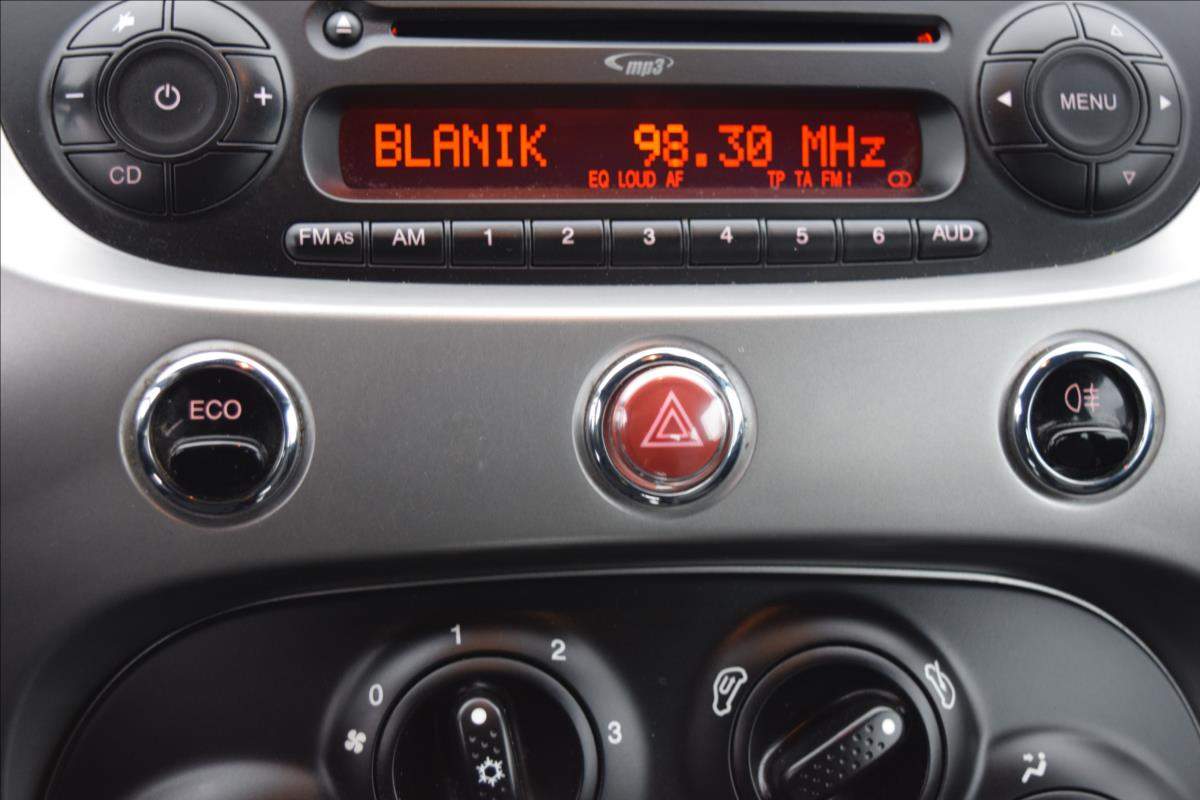 mp3
BLANIK 98.30 MHz
EQ LOUD AF TP TA FM1
MENU
CD
FM AS AM 1 2 3 4 5 6 AUD
ECO
0 1 2 3